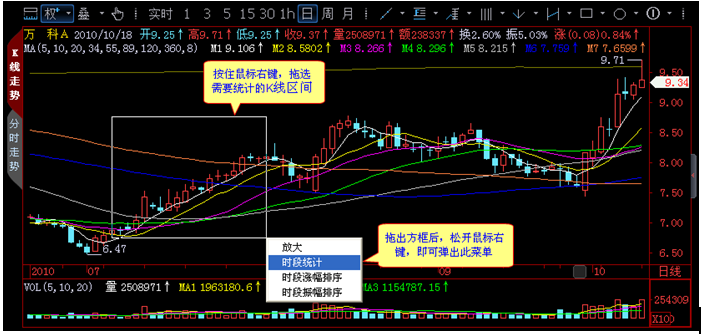 权 叠 实时 1 3 5 15 30 1h 日 周 月
万 科A 2010/10/18 开9.25↑ 高9.71↑ 低9.25↑ 收9.37↑ 量2508971↑ 额238337↑ 换2.60% 振5.03% 涨(0.08)0.84%↑
MA(5,10,20,34,55,89,120,360,8) M1 9.106↑ M2 8.5802↑ M3 8.266↑ M4 8.296↑ M5 8.215↑ M6 7.759↑ M7 7.6599↑
K线走势
分时走势
按住鼠标右键，拖选
需要统计的K线区间
9.71
9.50
9.34
9.00
8.50
8.00
7.50
7.00
6.50
6.47
拖出方框后，松开鼠标右
键，即可弹出此菜单
放大
时段统计
时段涨幅排序
时段振幅排序
2010 07 09 10 日线
VOL(5,10,20) 量 2508971↑ MA1 1963180.6↑ MA3 1154787.15↑
254309
X100